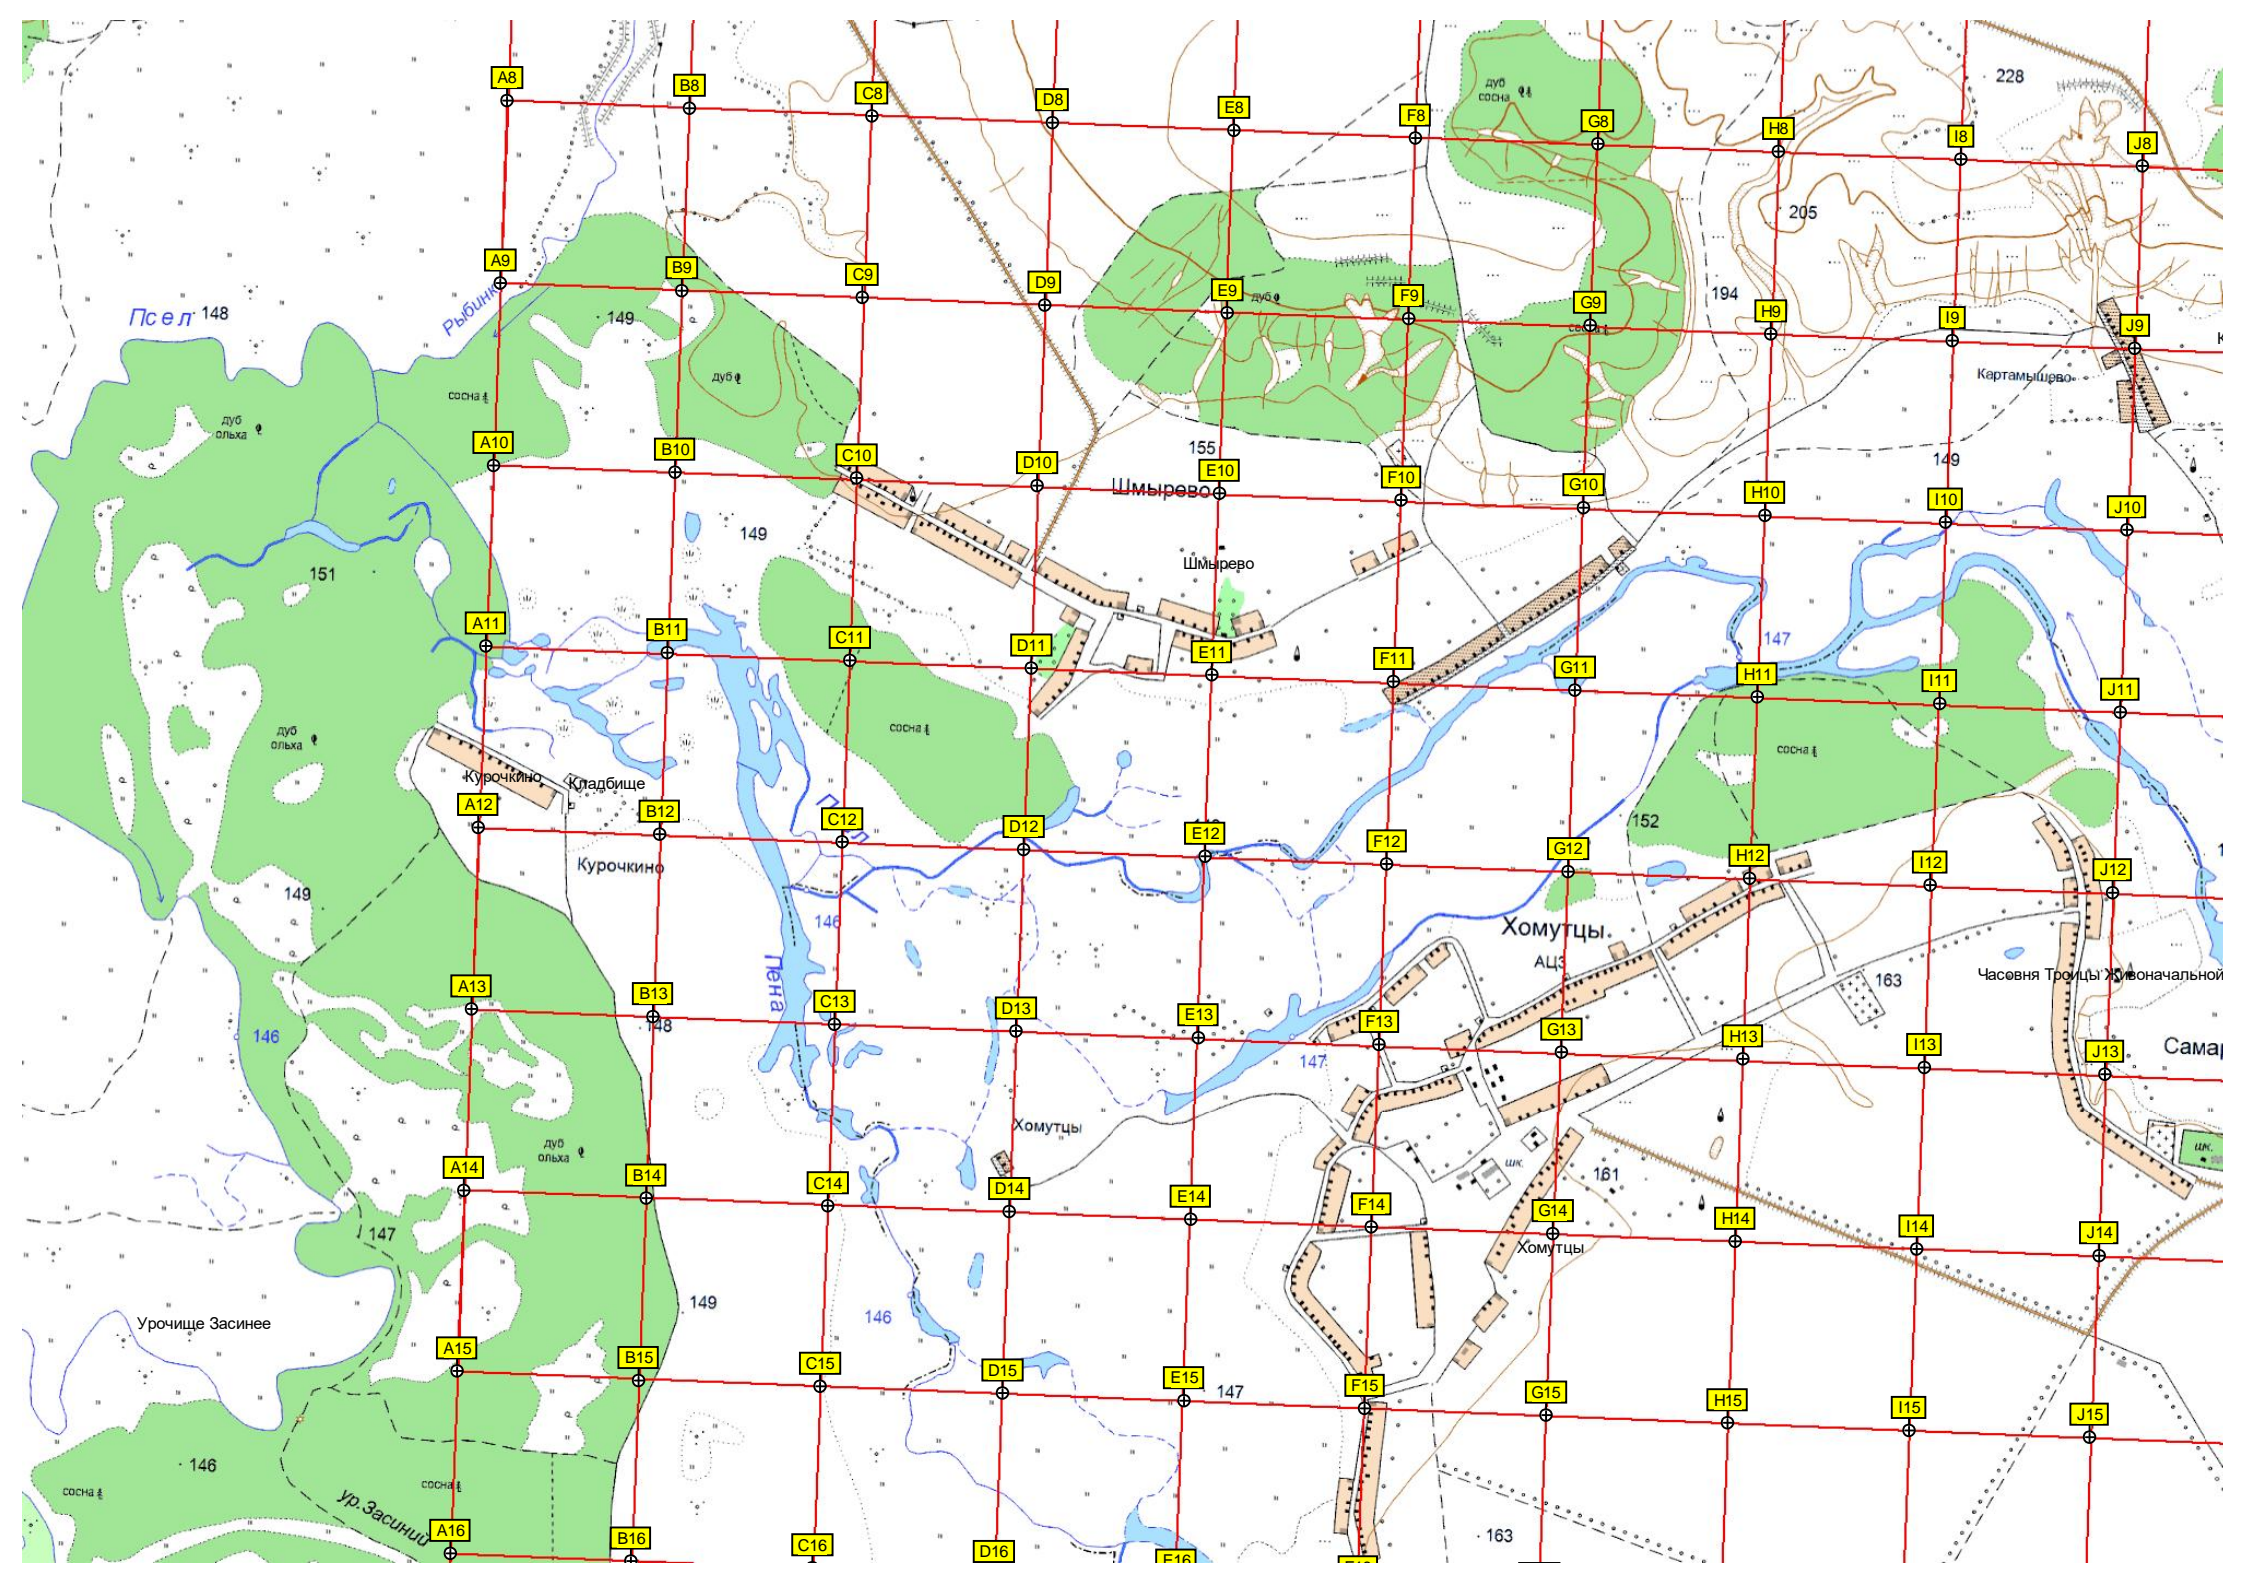 A8
B8
C8
D8
E8
F8
G8
H8
I8
J8
дуб
сосна
228
205
A9
B9
C9
D9
E9
F9
G9
H9
I9
J9
Псел
148
Рыбинка
149
дуб
сосна
194
Картамышево
дуб
сосна
дуб
ольха
A10
B10
C10
D10
E10
F10
G10
H10
I10
J10
155
149
Шмырево
149
151
Шмырево
A11
B11
C11
D11
E11
F11
G11
H11
I11
J11
147
дуб
ольха
сосна
сосна
Курочкино
Кладбище
A12
B12
C12
D12
E12
F12
G12
H12
I12
J12
152
Курочкино
149
146
Хомутцы
АЦЗ
163
Часовня Троицы Живоначальной
Пена
A13
B13
C13
D13
E13
F13
G13
H13
I13
J13
148
146
147
Самар
Хомутцы
дуб
ольха
шк.
шк.
161
A14
B14
C14
D14
E14
F14
G14
H14
I14
J14
147
Хомутцы
149
146
Урочище Засинее
A15
B15
C15
D15
E15
F15
G15
H15
I15
J15
147
146
сосна
сосна
ур.Засиний
163
A16
B16
C16
D16
E16